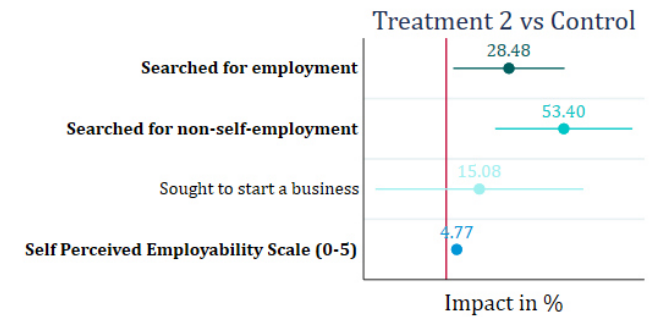 Treatment 2 vs Control
Searched for employment
28.48
Searched for non-self-employment
53.40
Sought to start a business
15.08
Self Perceived Employability Scale (0-5)
4.77
Impact in %